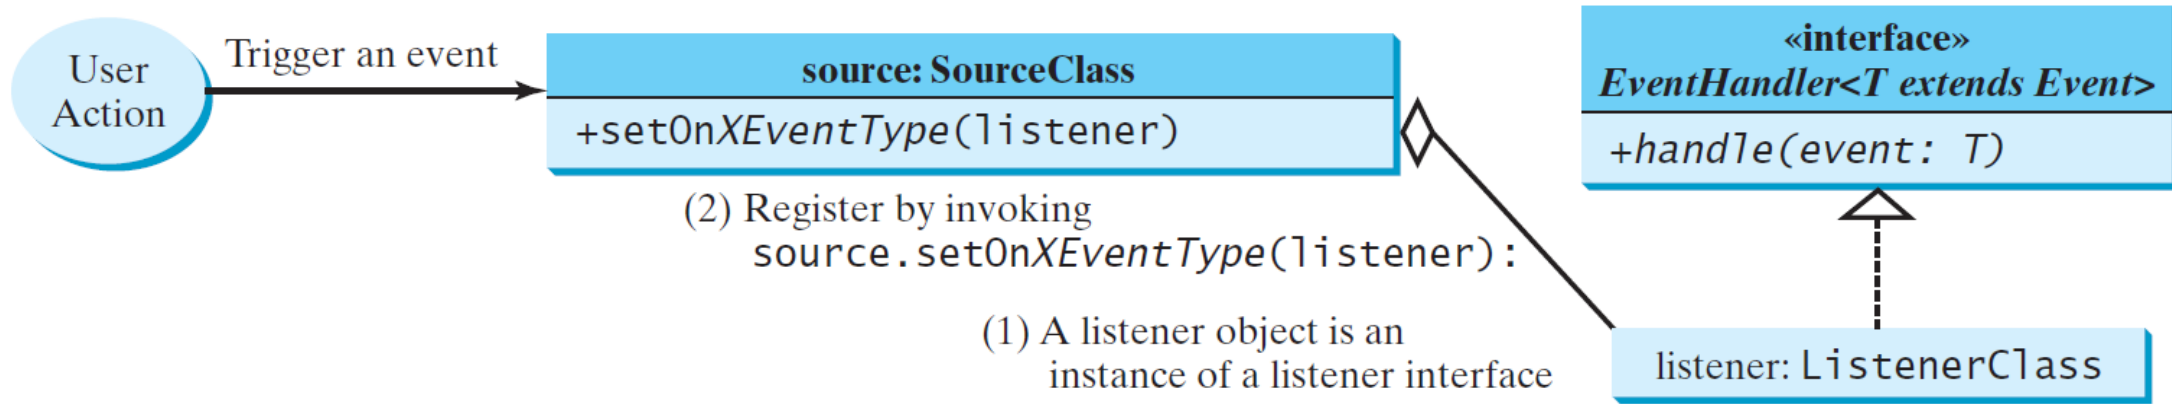 User
Action
Trigger an event
source: SourceClass
+setOnXEventType(listener)
(2) Register by invoking
source.setOnXEventType(listener):
(1) A listener object is an
instance of a listener interface
«interface»
EventHandler<T extends Event>
+handle(event: T)
listener: ListenerClass